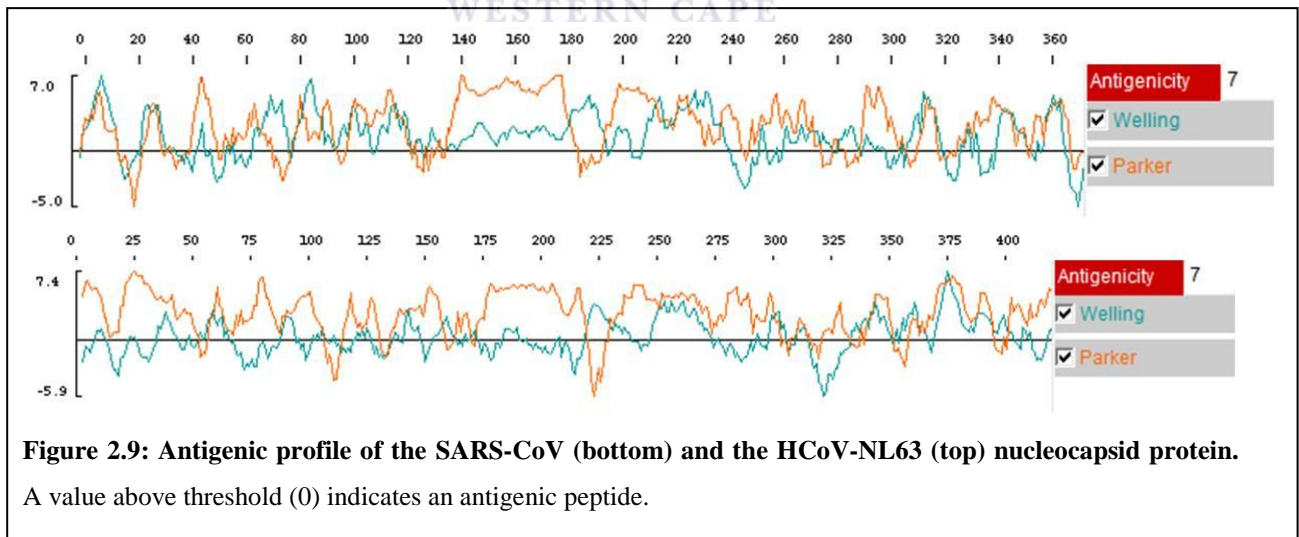 WESTERN CAPE
0 20 40 60 80 100 120 140 160 180 200 220 240 260 280 300 320 340 360
7.0
-5.0
Antigenicity 7
Welling
Parker
0 25 50 75 100 125 150 175 200 225 250 275 300 325 350 375 400
7.4
-5.9
Antigenicity 7
Welling
Parker
Figure 2.9: Antigenic profile of the SARS-CoV (bottom) and the HCoV-NL63 (top) nucleocapsid protein.
A value above threshold (0) indicates an antigenic peptide.